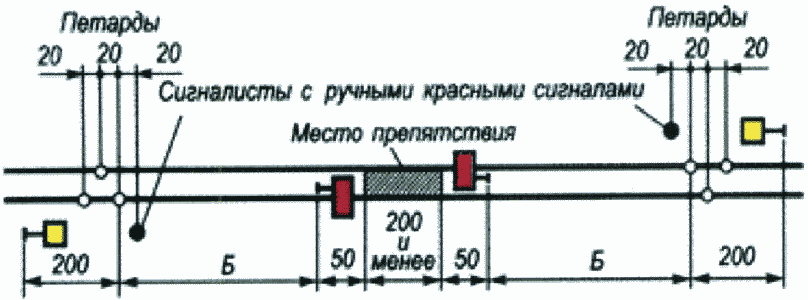 Петарды
20 20 20
Петарды
20 20 20
Сигналисты с ручными красными сигналами
Место препятствия
200
Б
50
200
и
менее
50
Б
200